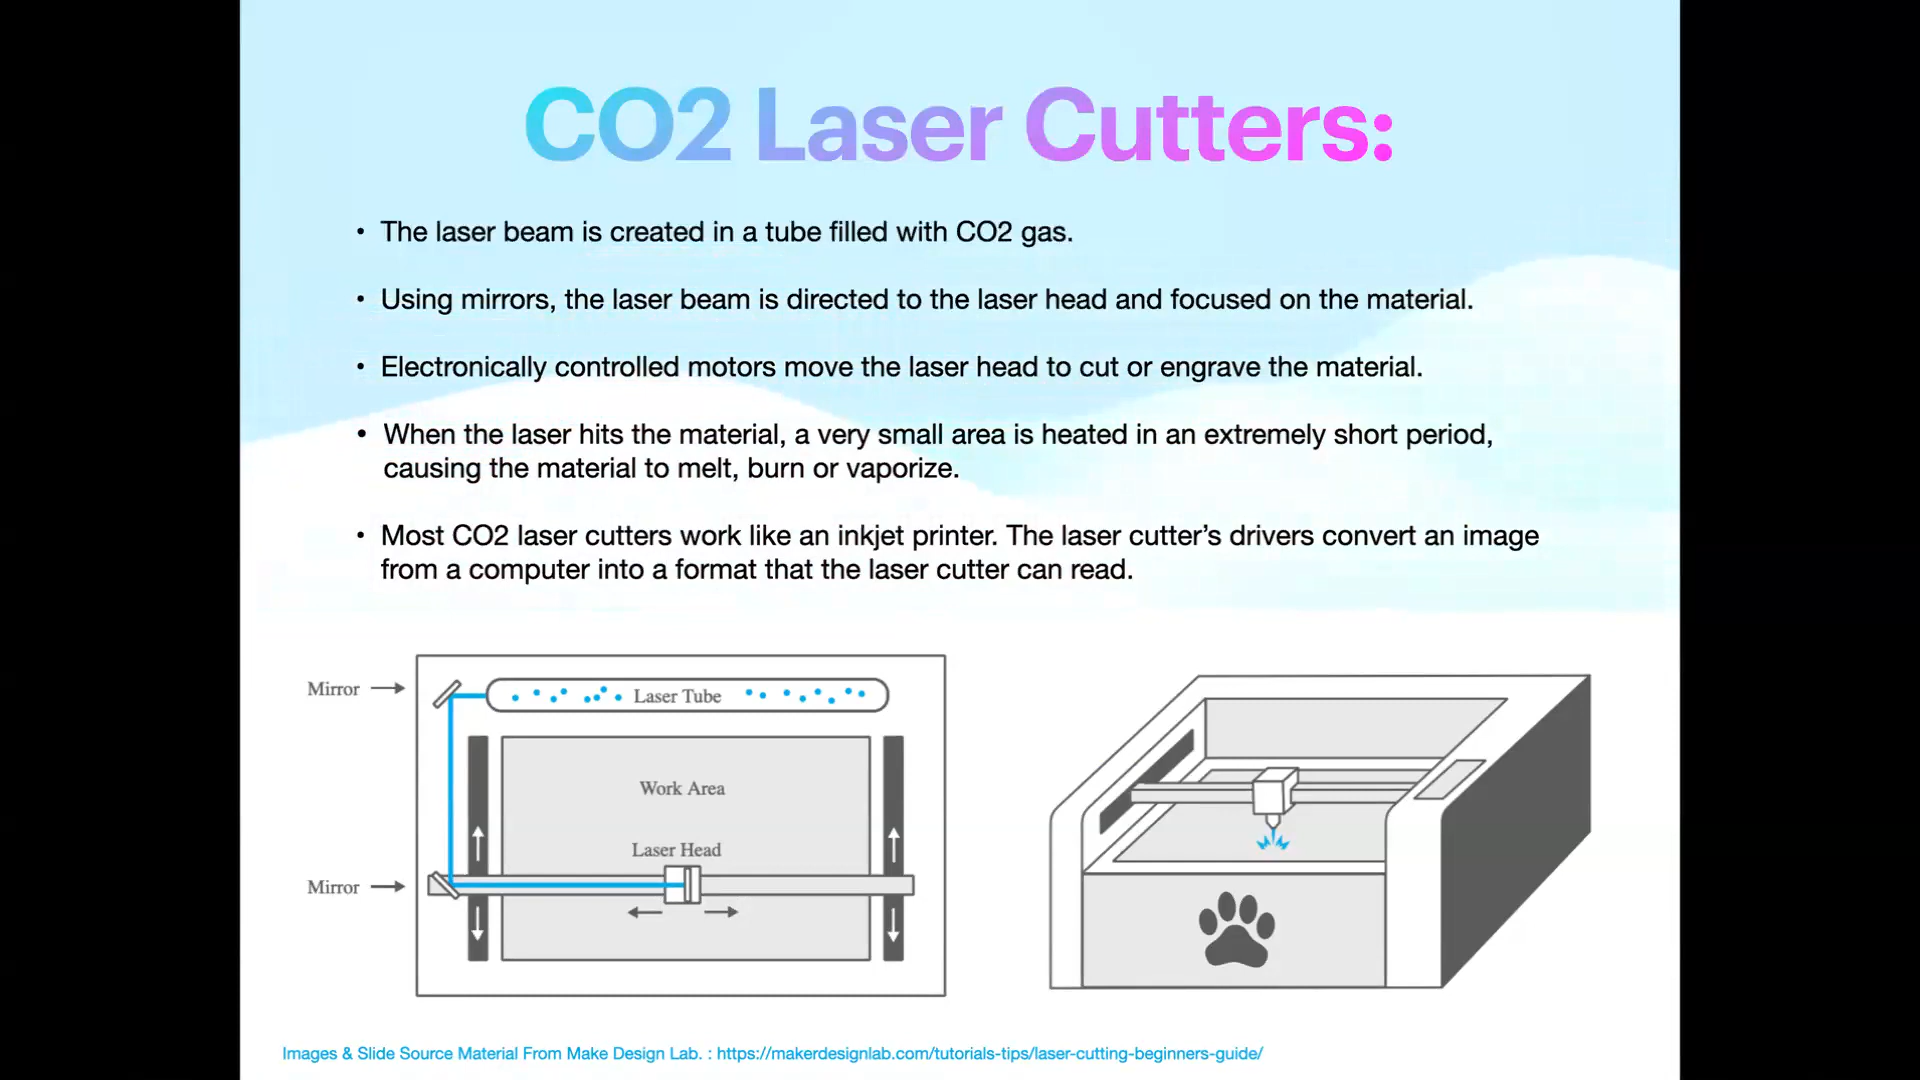 CO2 Laser Cutters:
• The laser beam is created in a tube filled with CO2 gas.
• Using mirrors, the laser beam is directed to the laser head and focused on the material.
• Electronically controlled motors move the laser head to cut or engrave the material.
• When the laser hits the material, a very small area is heated in an extremely short period,
causing the material to melt, burn or vaporize.
• Most CO2 laser cutters work like an inkjet printer. The laser cutter’s drivers convert an image
from a computer into a format that the laser cutter can read.
Mirror
Laser Tube
Work Area
Laser Head
Mirror
Images & Slide Source Material From Make Design Lab. : https://makerdesignlab.com/tutorials-tips/laser-cutting-beginners-guide/